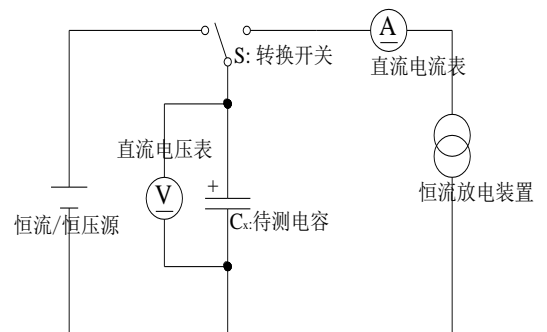 A
S: 转换开关
直流电流表
直流电压表
V
+
恒流放电装置
恒流/恒压源
Cx:待测电容